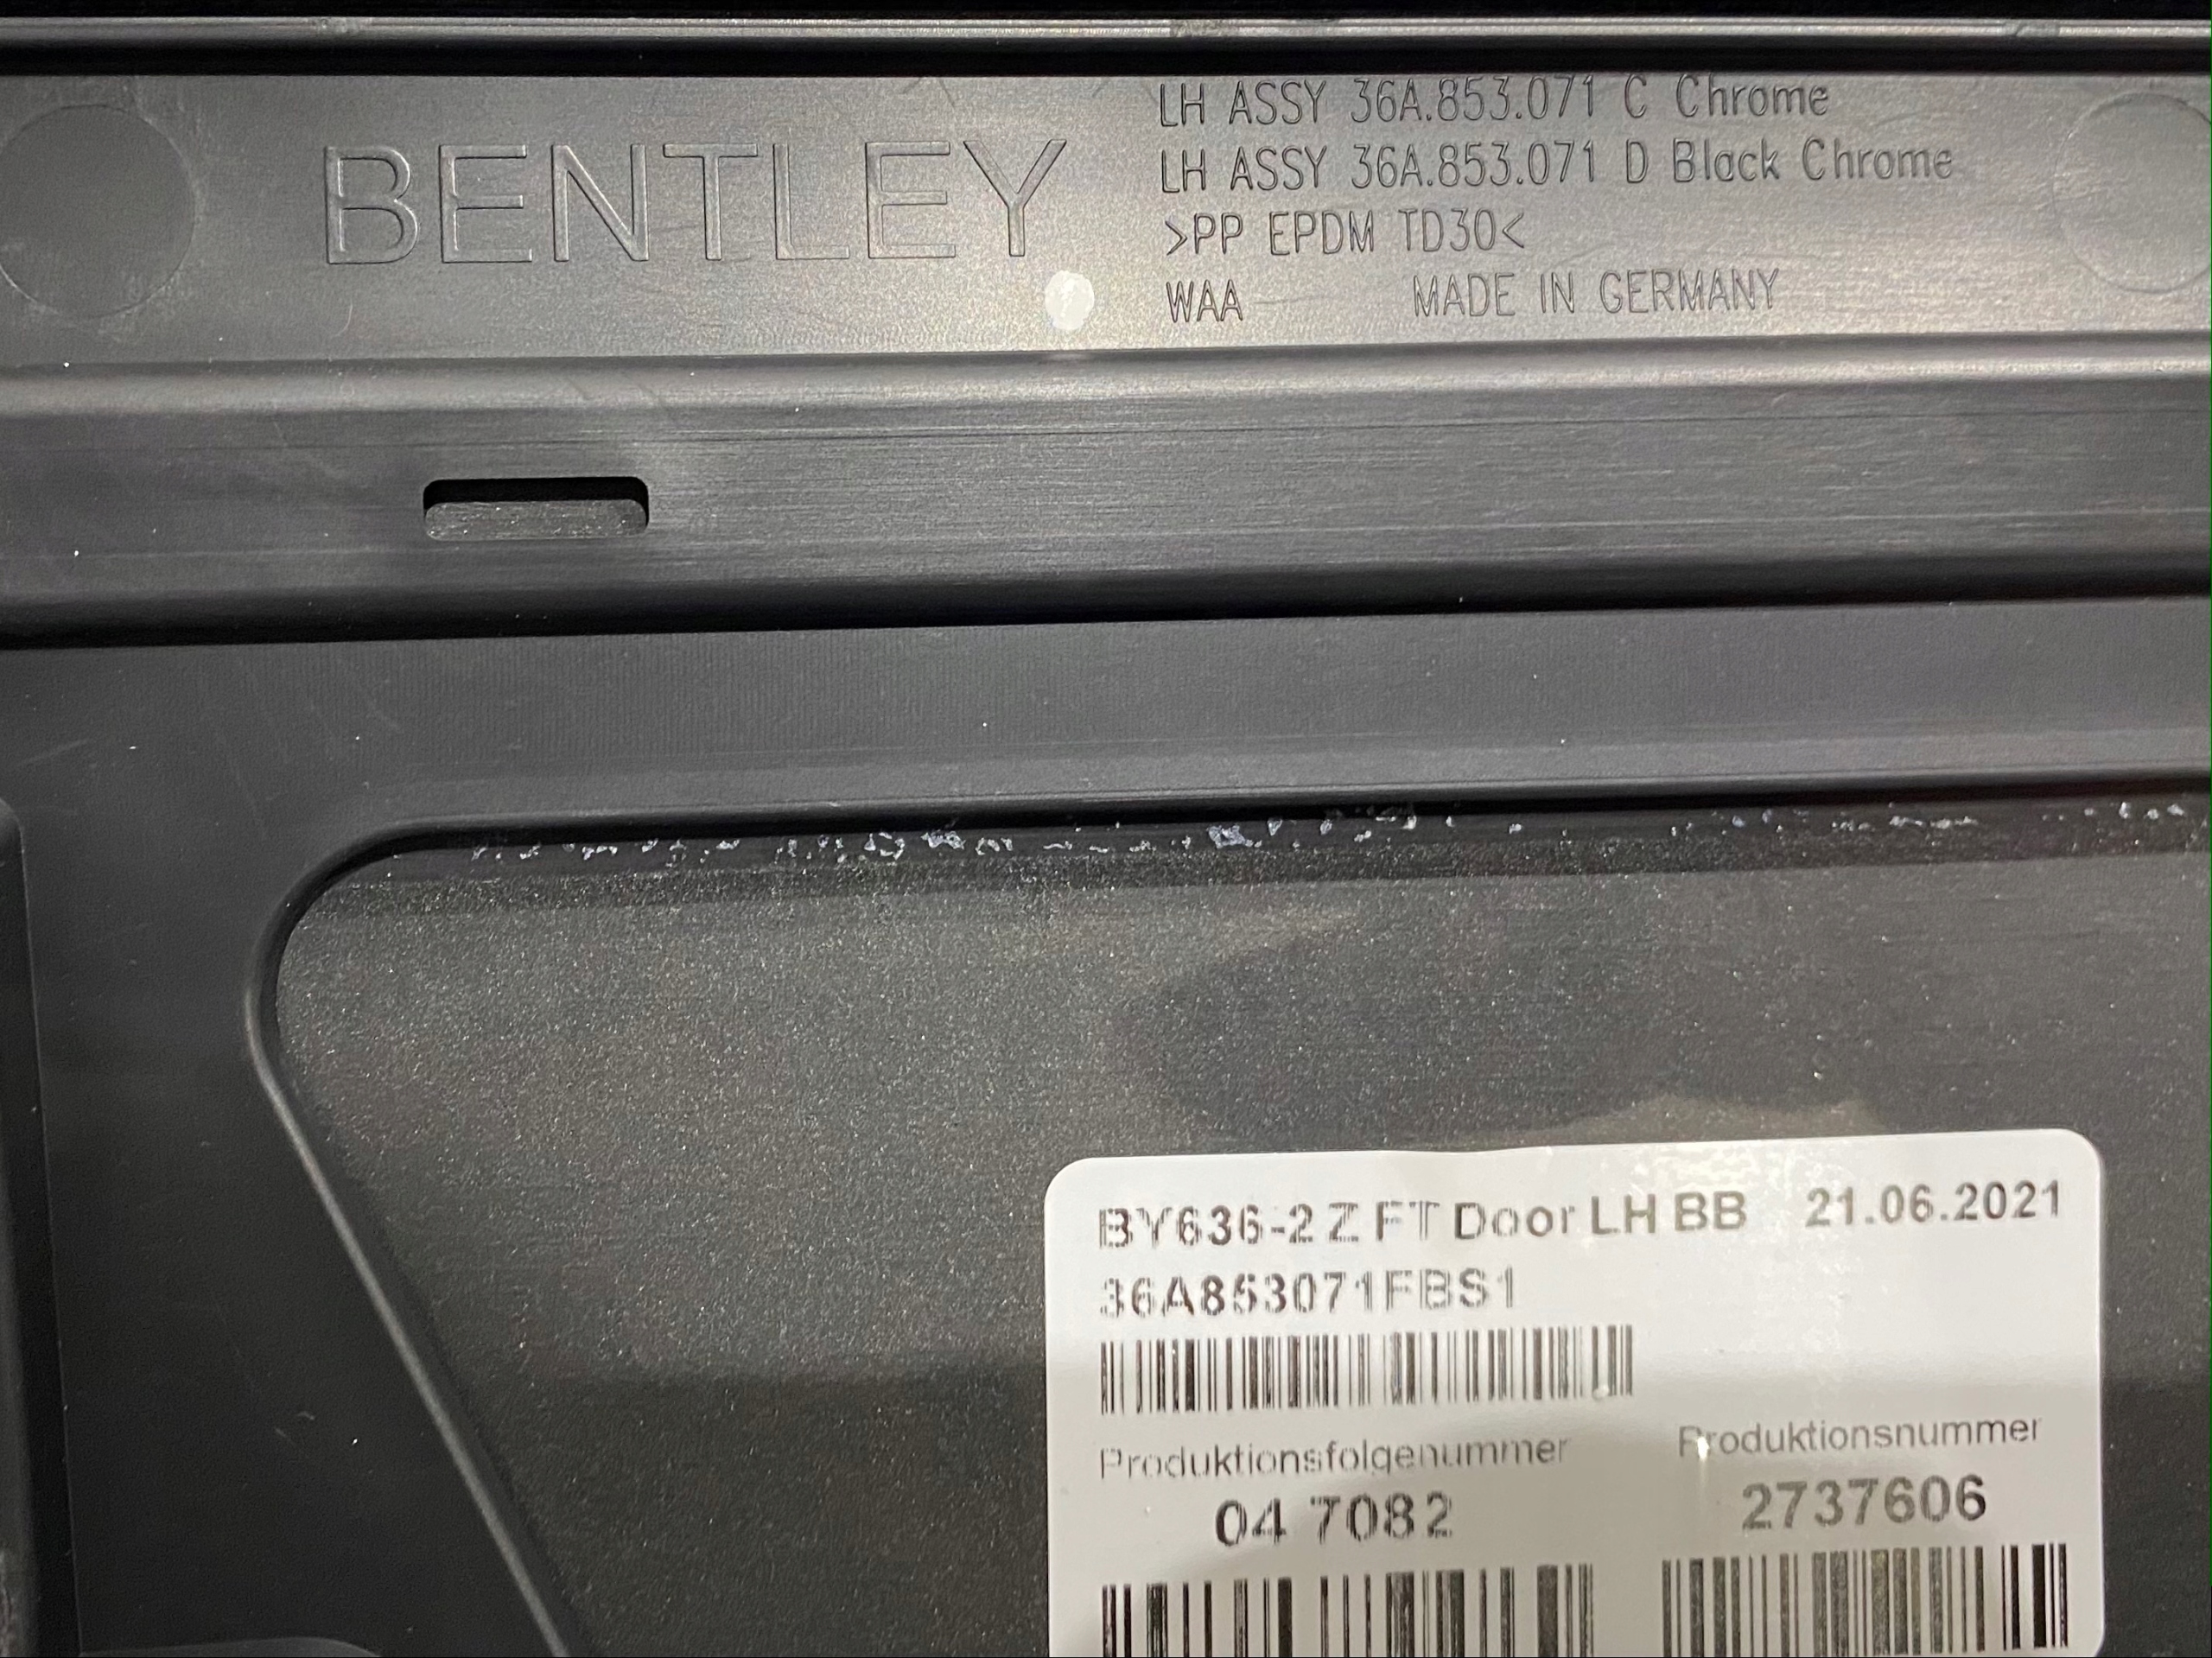 BENTLEY
LH ASSY 36A.853.071 C Chrome
LH ASSY 36A.853.071 D Black Chrome
>PP EPDM TD30<
WAA MADE IN GERMANY
BY636-2 Z FT Door LH BB 21.06.2021
36A853071FBS1
Produktionsfolgenummer Produktionsnummer
04 7082 2737606